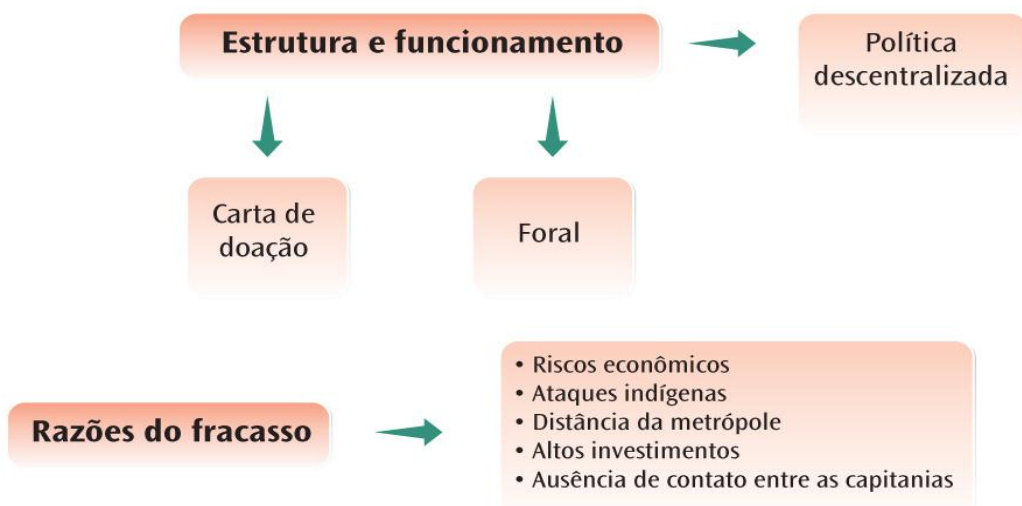 Estrutura e funcionamento
Política
descentralizada
Carta de
doação
Foral
Razões do fracasso
• Riscos econômicos
• Ataques indígenas
• Distância da metrópole
• Altos investimentos
• Ausência de contato entre as capitanias